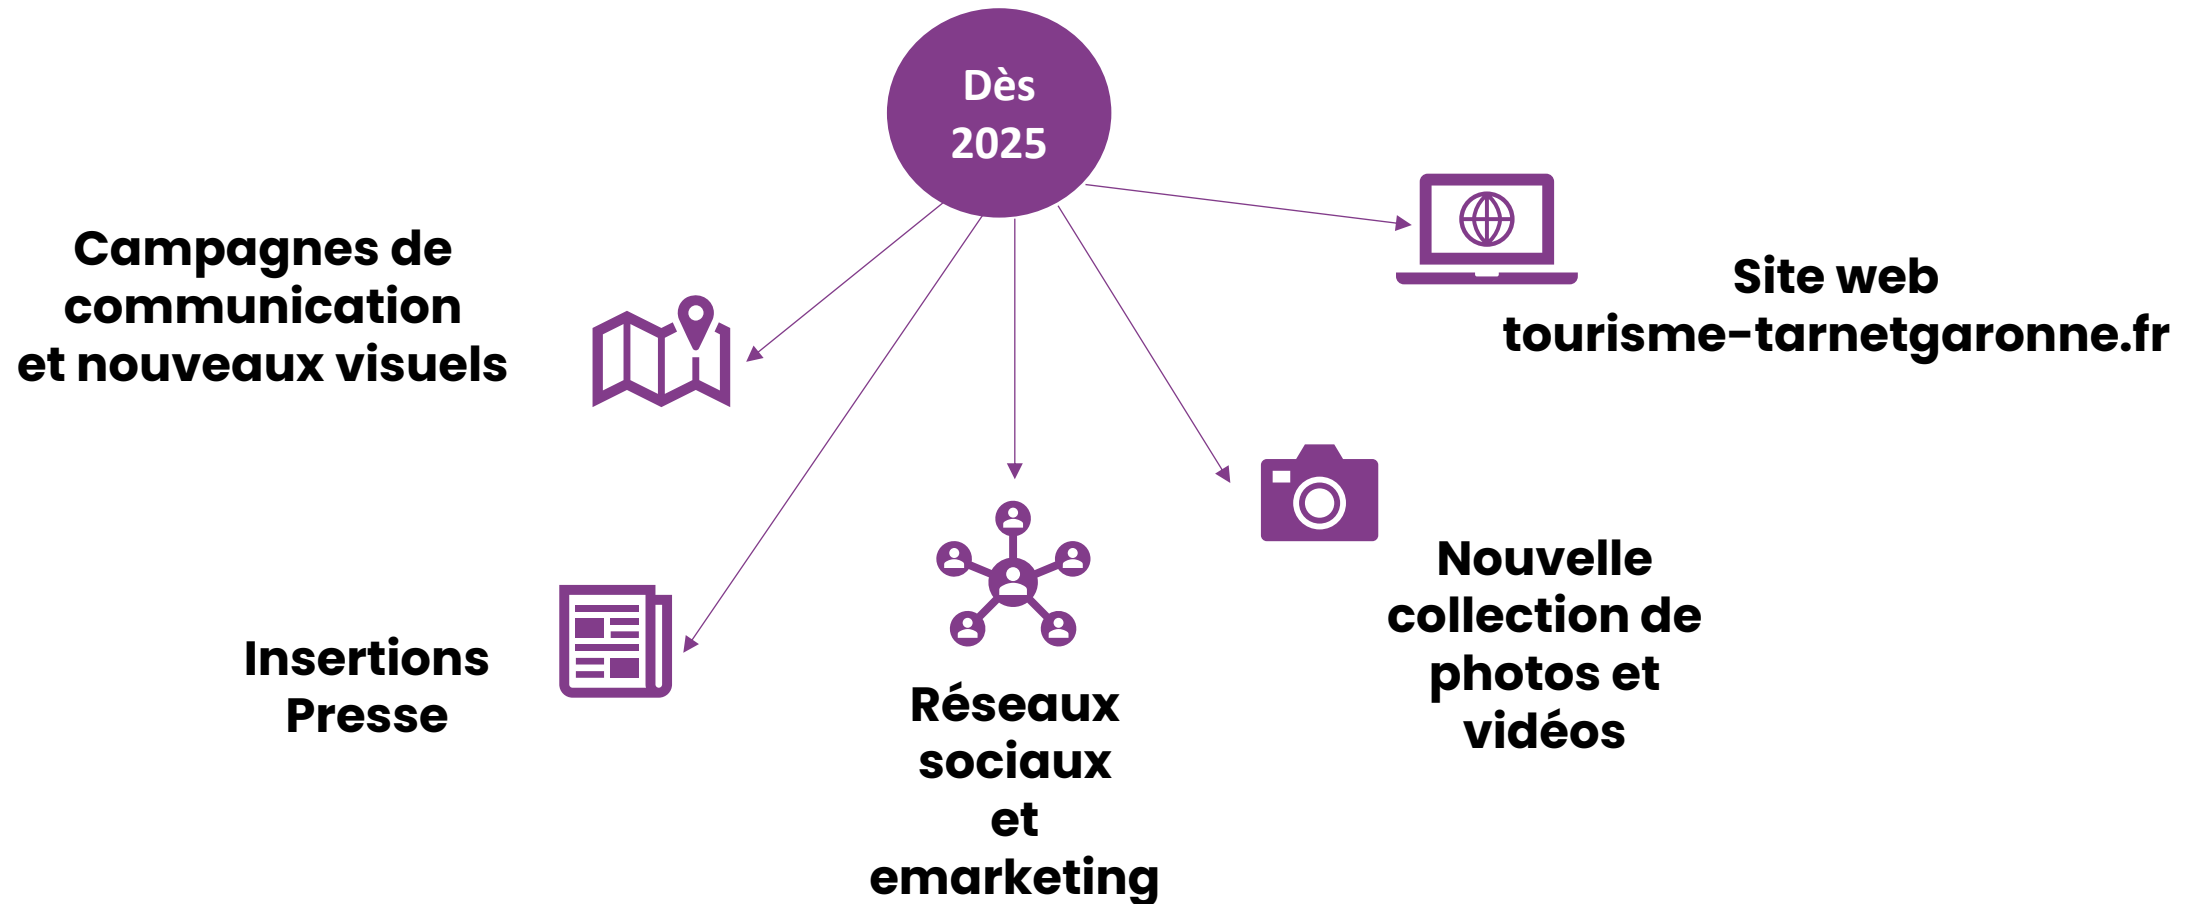 Dès
2025
Campagnes de
communication
et nouveaux visuels
Site web
tourisme-tarnetgaronne.fr
Insertions
Presse
Réseaux
sociaux
et
emarketing
Nouvelle
collection de
photos et
vidéos